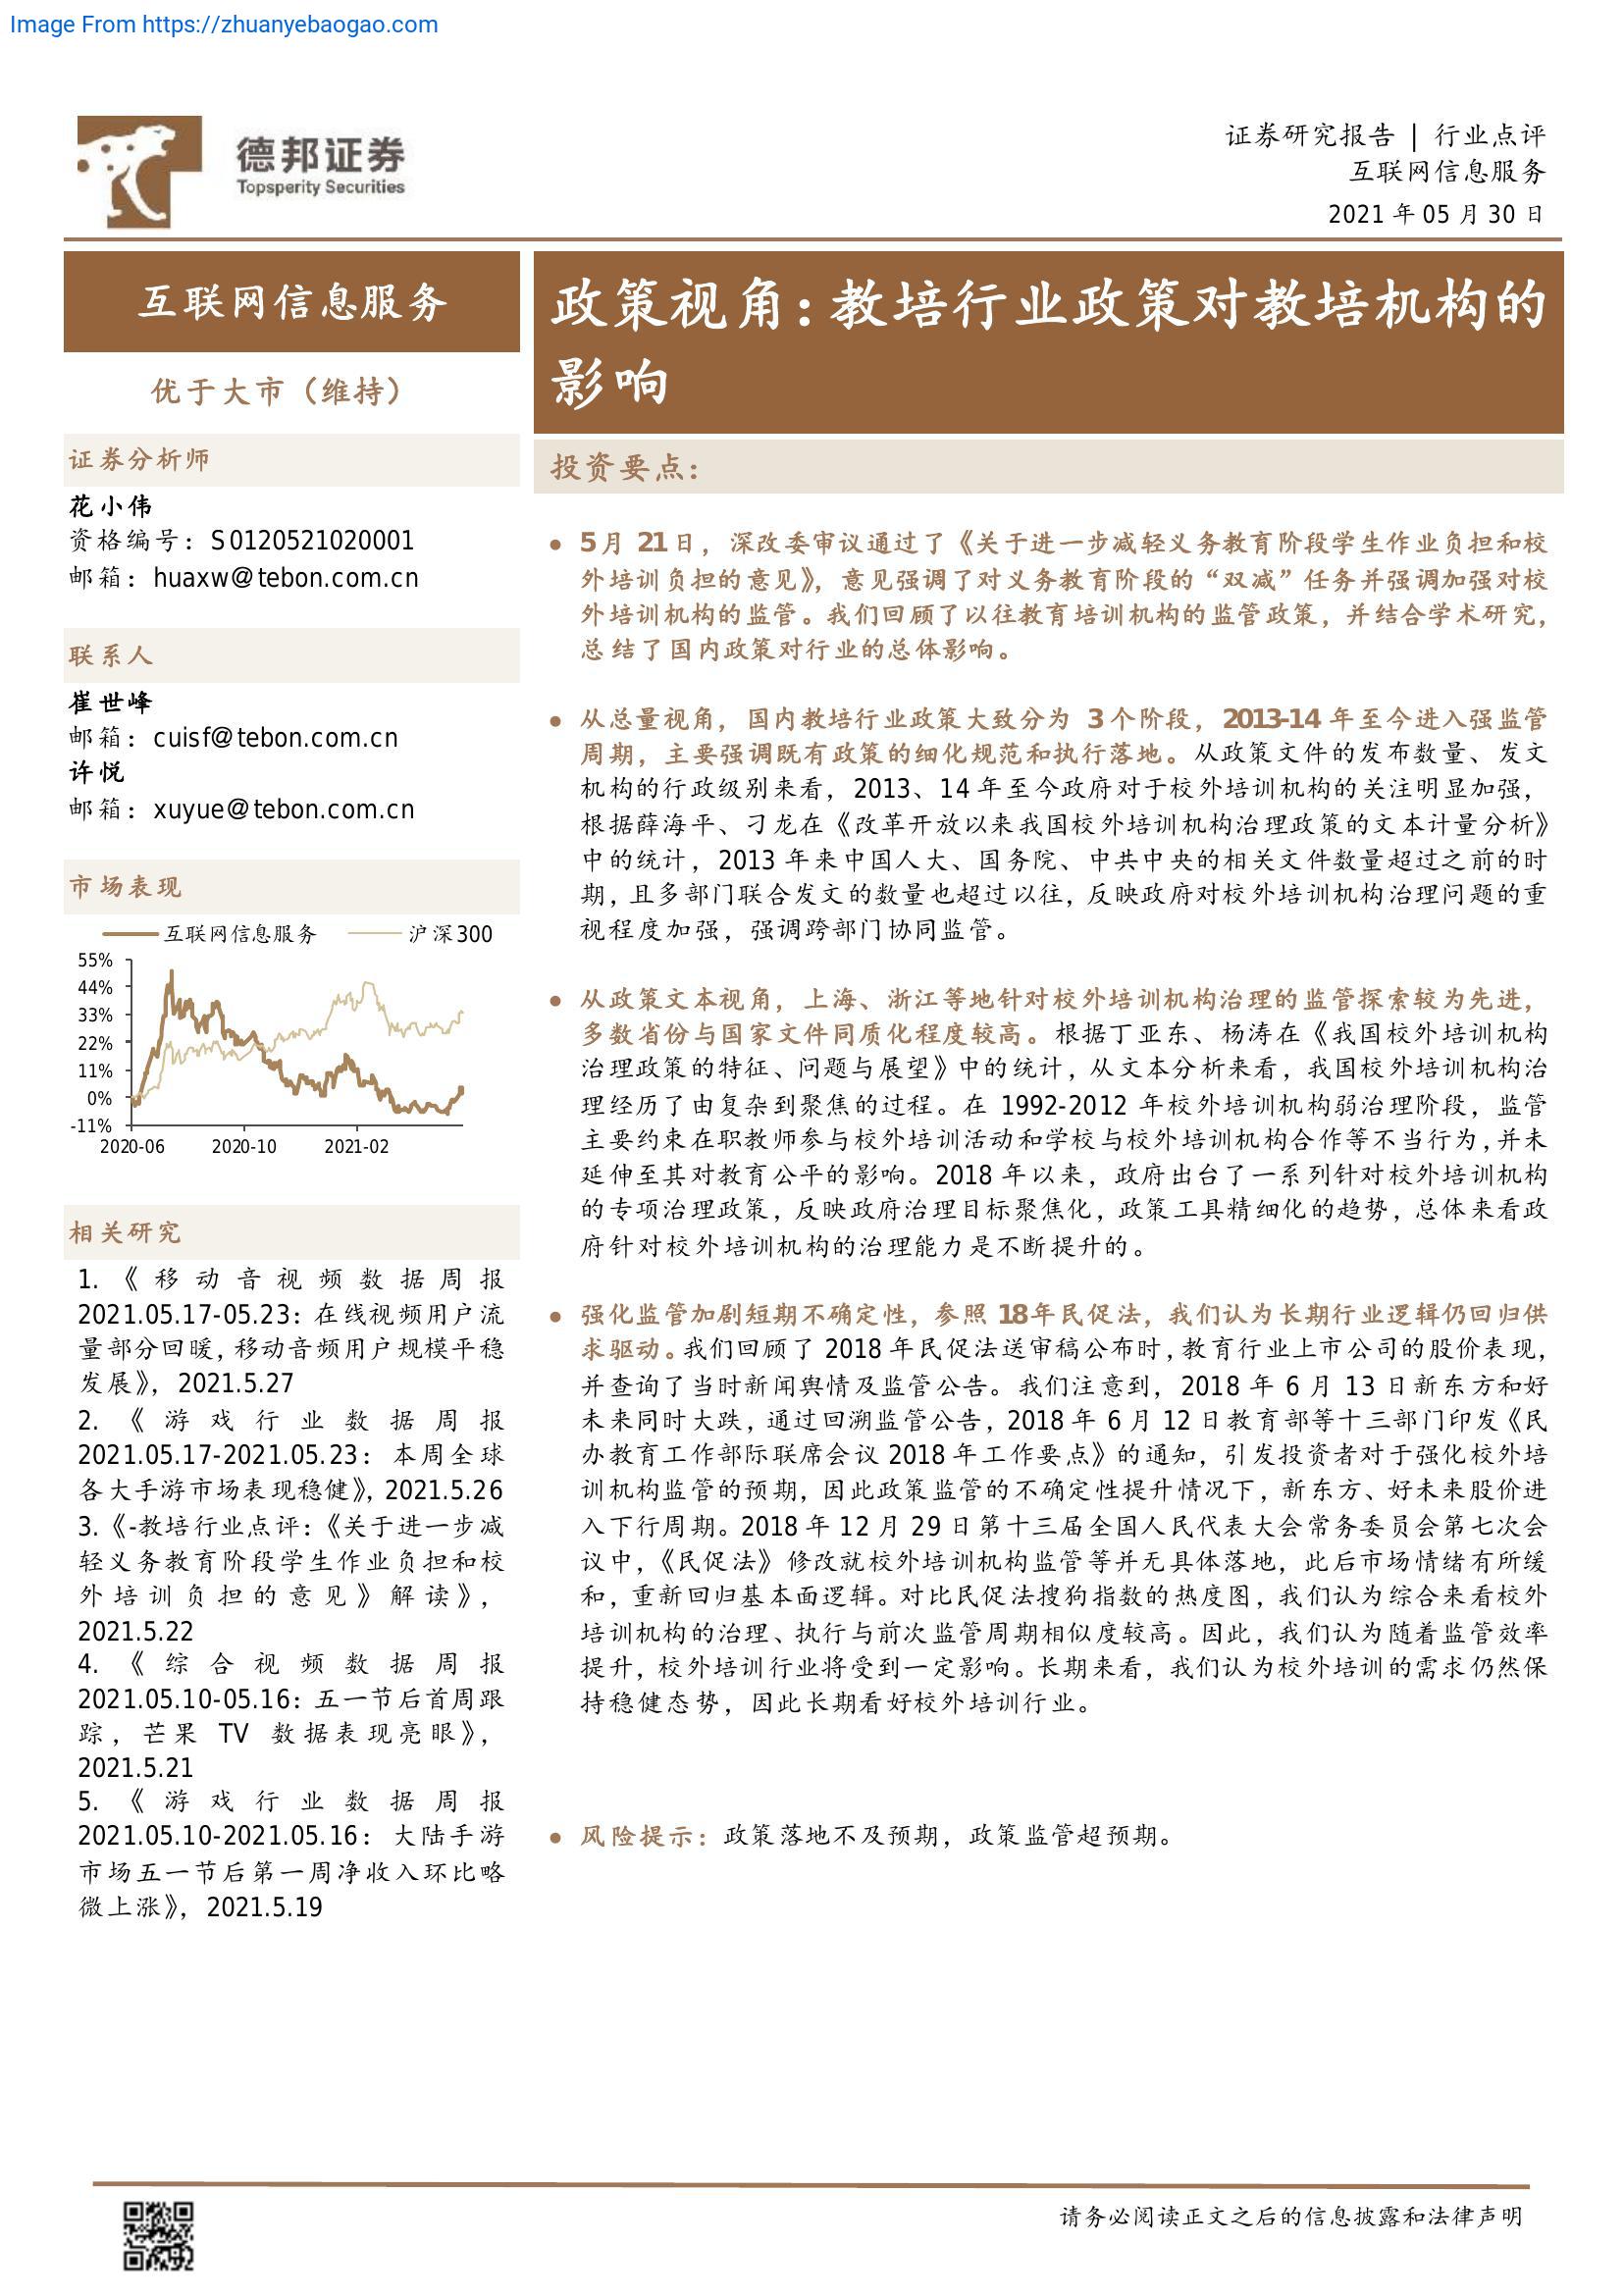 Image From https://zhuanyebaogao.com
德邦证券
Topsperity Securities
证券研究报告 | 行业点评
互联网信息服务
2021 年 05 月 30 日
互联网信息服务
优于大市（维持）
证券分析师
花小伟
资格编号：S0120521020001
邮箱：huaxw@tebon.com.cn
联系人
崔世峰
邮箱：cuisf@tebon.com.cn
许悦
邮箱：xuyue@tebon.com.cn
市场表现
互联网信息服务 沪深300
55%
44%
33%
22%
11%
0%
-11%
2020-06 2020-10 2021-02
相关研究
1.《移动音视频数据周报
2021.05.17-05.23：在线视频用户流
量部分回暖，移动音频用户规模平稳
发展》，2021.5.27
2.《游戏行业数据周报
2021.05.17-2021.05.23：本周全球
各大手游市场表现稳健》，2021.5.26
3.《-教培行业点评：《关于进一步减
轻义务教育阶段学生作业负担和校
外培训负担的意见》解读》，
2021.5.22
4.《综合视频数据周报
2021.05.10-05.16：五一节后首周跟
踪，芒果 TV 数据表现亮眼》，
2021.5.21
5.《游戏行业数据周报
2021.05.10-2021.05.16：大陆手游
市场五一节后第一周净收入环比略
微上涨》，2021.5.19
政策视角：教培行业政策对教培机构的
影响
投资要点：
● 5 月 21 日，深改委审议通过了《关于进一步减轻义务教育阶段学生作业负担和校
外培训负担的意见》，意见强调了对义务教育阶段的“双减”任务并强调加强对校
外培训机构的监管。我们回顾了以往教育培训机构的监管政策，并结合学术研究，
总结了国内政策对行业的总体影响。
● 从总量视角，国内教培行业政策大致分为 3 个阶段，2013-14 年至今进入强监管
周期，主要强调既有政策的细化规范和执行落地。从政策文件的发布数量、发文
机构的行政级别来看，2013、14 年至今政府对于校外培训机构的关注明显加强，
根据薛海平、刁龙在《改革开放以来我国校外培训机构治理政策的文本计量分析》
中的统计，2013 年来中国人大、国务院、中共中央的相关文件数量超过之前的时
期，且多部门联合发文的数量也超过以往，反映政府对校外培训机构治理问题的重
视程度加强，强调跨部门协同监管。
● 从政策文本视角，上海、浙江等地针对校外培训机构治理的监管探索较为先进，
多数省份与国家文件同质化程度较高。根据丁亚东、杨涛在《我国校外培训机构
治理政策的特征、问题与展望》中的统计，从文本分析来看，我国校外培训机构治
理经历了由复杂到聚焦的过程。在 1992-2012 年校外培训机构弱治理阶段，监管
主要约束在职教师参与校外培训活动和学校与校外培训机构合作等不当行为，并未
延伸至其对教育公平的影响。2018 年以来，政府出台了一系列针对校外培训机构
的专项治理政策，反映政府治理目标聚焦化，政策工具精细化的趋势，总体来看政
府针对校外培训机构的治理能力是不断提升的。
● 强化监管加剧短期不确定性，参照 18 年民促法，我们认为长期行业逻辑仍回归供
求驱动。我们回顾了 2018 年民促法送审稿公布时，教育行业上市公司的股价表现，
并查询了当时新闻舆情及监管公告。我们注意到，2018 年 6 月 13 日新东方和好
未来同时大跌，通过回溯监管公告，2018 年 6 月 12 日教育部等十三部门印发《民
办教育工作部际联席会议 2018 年工作要点》的通知，引发投资者对于强化校外培
训机构监管的预期，因此政策监管的不确定性提升情况下，新东方、好未来股价进
入下行周期。2018 年 12 月 29 日第十三届全国人民代表大会常务委员会第七次会
议中，《民促法》修改就校外培训机构监管等并无具体落地，此后市场情绪有所缓
和，重新回归基本面逻辑。对比民促法搜狗指数的热度图，我们认为综合来看校外
培训机构的治理、执行与前次监管周期相似度较高。因此，我们认为随着监管效率
提升，校外培训行业将受到一定影响。长期来看，我们认为校外培训的需求仍然保
持稳健态势，因此长期看好校外培训行业。
● 风险提示：政策落地不及预期，政策监管超预期。
请务必阅读正文之后的信息披露和法律声明